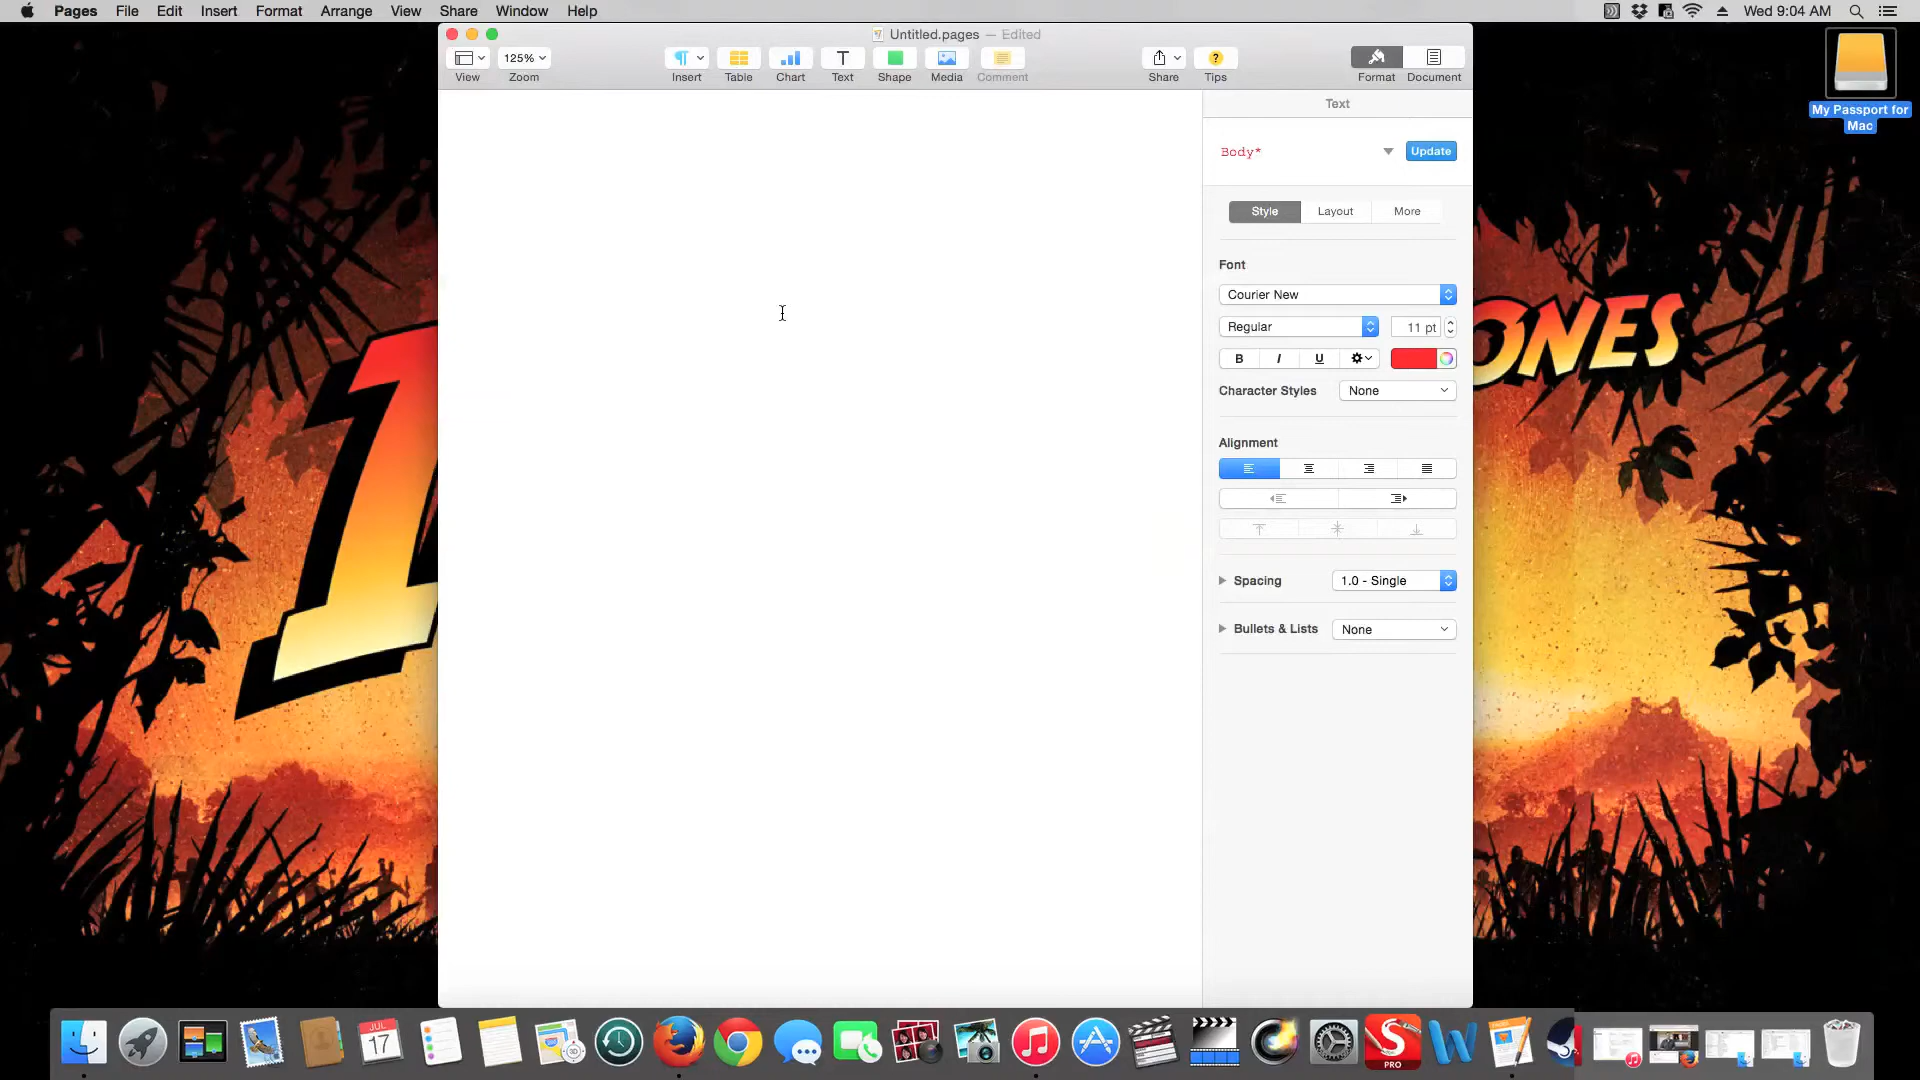 Pages File Edit Insert Format Arrange View Share Window Help Wed 9:04 AM
Untitled.pages — Edited
125%
View Zoom Insert Table Chart Text Shape Media Comment Share Tips Format Document
My Passport for
Mac
Text
Body* Update
Style Layout More
Font
Courier New
Regular 11 pt
B I U
Character Styles None
Alignment
Spacing 1.0 - Single
Bullets & Lists None
ONES
JUL
17
3D
S
PRO
W